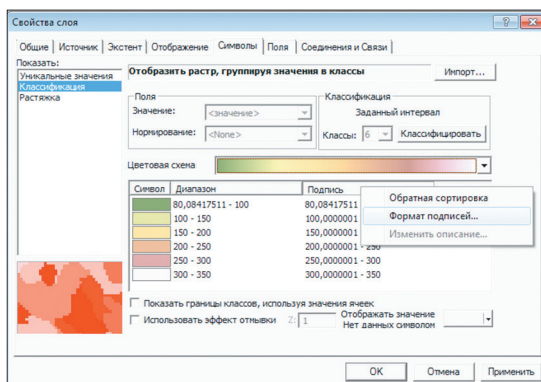 Свойства слоя
Общие Источник Экстент Отображение Символы Поля Соединения и Связи
Показать:
Уникальные значения
Классификация
Растяжка
Отобразить растр, группируя значения в классы
Импорт...
Поля
Значение: <значение>
Нормирование: <None>
Классификация
Заданный интервал
Классы: 6 Классифицировать
Цветовая схема
Символ Диапазон Подпись
80,08417511 - 100 80,08417511
100 - 150 100,0000001
150 - 200 150,0000001
200 - 250 200,0000001 - 250
250 - 300 250,0000001 - 300
300 - 350 300,0000001 - 350
Обратная сортировка
Формат подписей...
Изменить описание...
Показать границы классов, используя значения ячеек
Использовать эффект отмывки Z: 1
Отображать значение
Нет данных символом
OK Отмена Применить